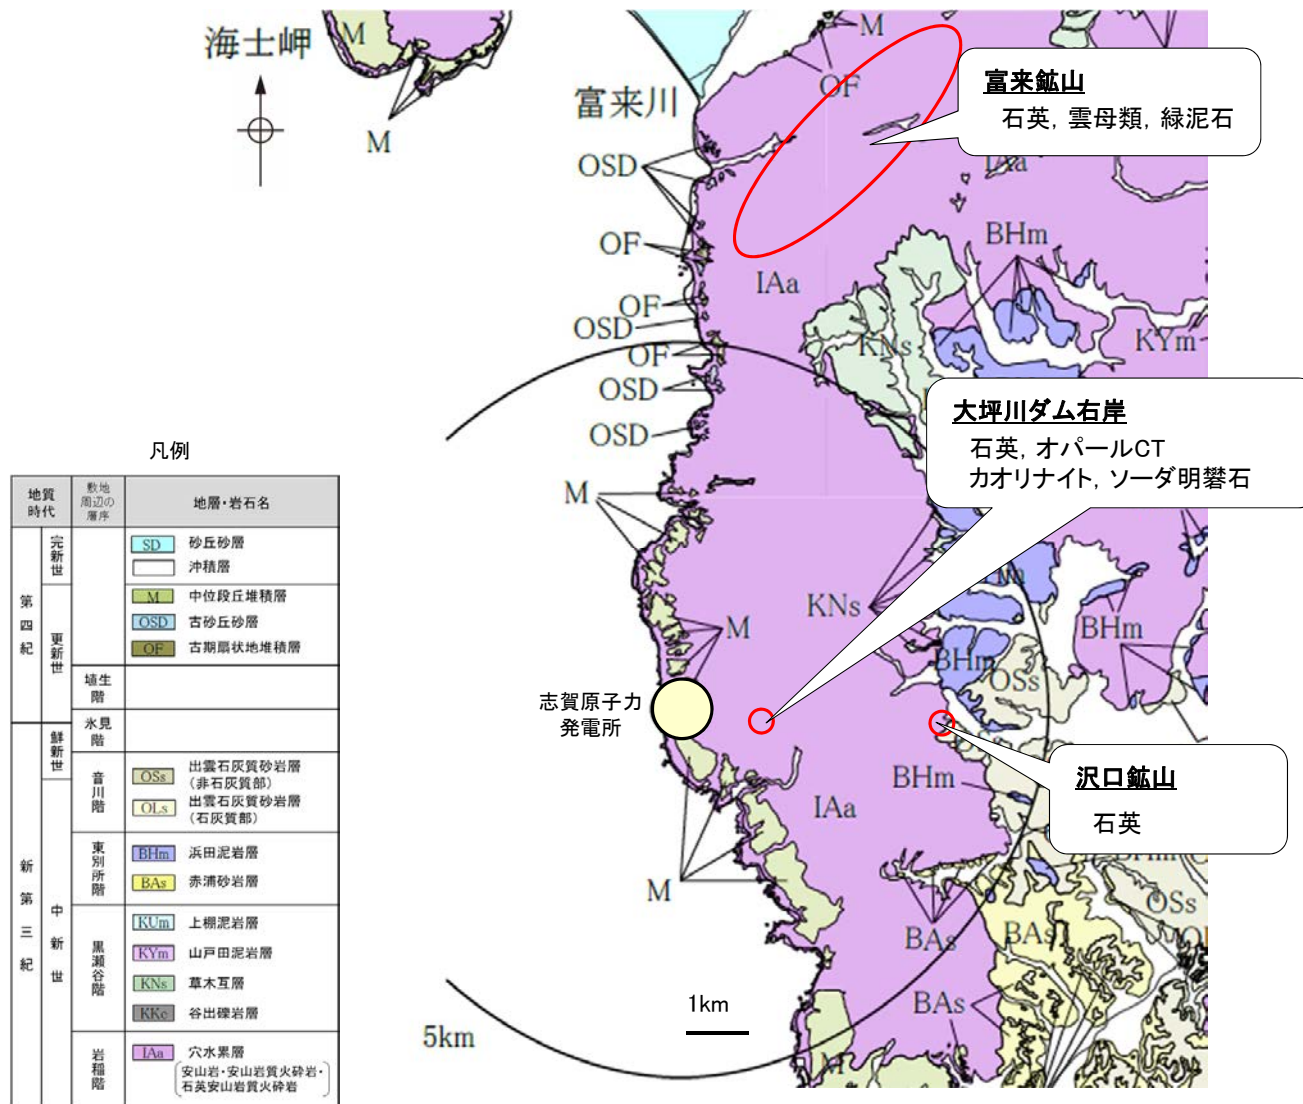 海士岬
M
M
富来川
OSD
OF
OF
OSD
OF
OSD
OSD
M
M
OF
富来鉱山
石英, 雲母類, 緑泥石
IAa
BHm
IAa
KNs
KYm
大坪川ダム右岸
石英, オパールCT
カオリナイト, ソーダ明礬石
KNs
BHm
M
BHm
OSs
志賀原子力
発電所
沢口鉱山
石英
BHm
IAa
M
BAs
BAs
OSs
BAs
M
1km
5km
凡例
地質
時代
敷地
周辺の
層序
地層・岩石名
第四紀
完新世
SD 砂丘砂層
沖積層
更新世
M 中位段丘堆積層
OSD 古砂丘砂層
OF 古期扇状地堆積層
埴生階
新第三紀
鮮新世
氷見階
中新世
音川階
OSs 出雲石灰質砂岩層
(非石灰質部)
OLs 出雲石灰質砂岩層
(石灰質部)
東別所階
BHm 浜田泥岩層
BAs 赤浦砂岩層
黒瀬谷階
KUm 上棚泥岩層
KYm 山戸田泥岩層
KNs 草木互層
KKc 谷出礫岩層
岩稲階
IAa 穴水累層
安山岩・安山岩質火砕岩・
石英安山岩質火砕岩